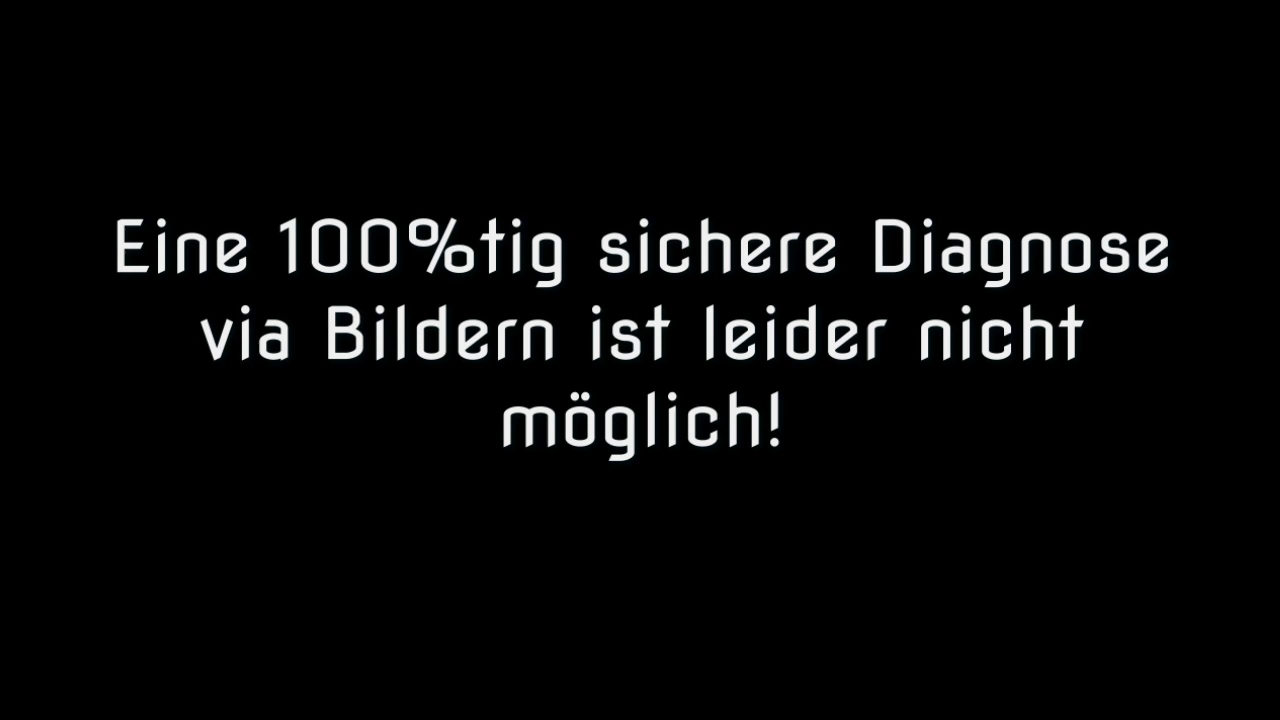 Eine 100%tig sichere Diagnose
via Bildern ist leider nicht
möglich!